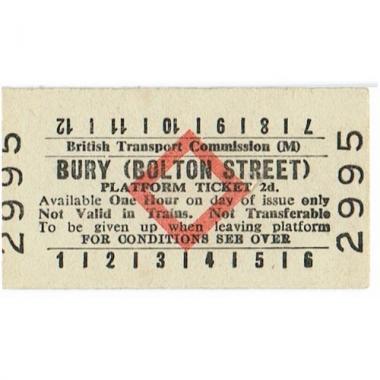 12 | 11 | 10 | 9 | 8 | 7
British Transport Commission (M)
BURY (BOLTON STREET)
PLATFORM TICKET 2d.
Available One Hour on day of issue only
Not Valid in Trains. Not Transferable
To be given up when leaving platform
FOR CONDITIONS SEE OVER
1 | 2 | 3 | 4 | 5 | 6
2995
2995